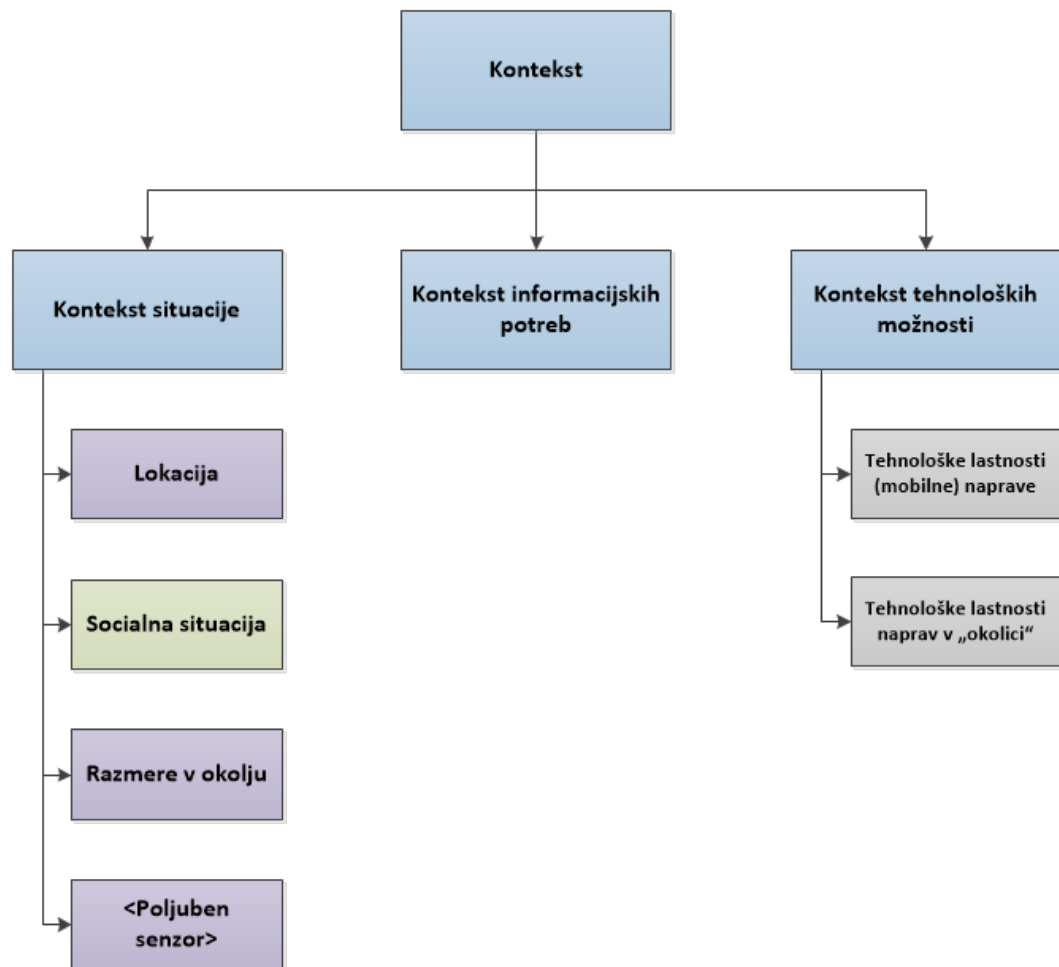 Kontekst
Kontekst situacije
Kontekst informacijskih
potreb
Kontekst tehnoloških
možnosti
Lokacija
Socialna situacija
Razmere v okolju
<Poljuben
senzor>
Tehnološke lastnosti
(mobilne) naprave
Tehnološke lastnosti
naprav v „okolici“